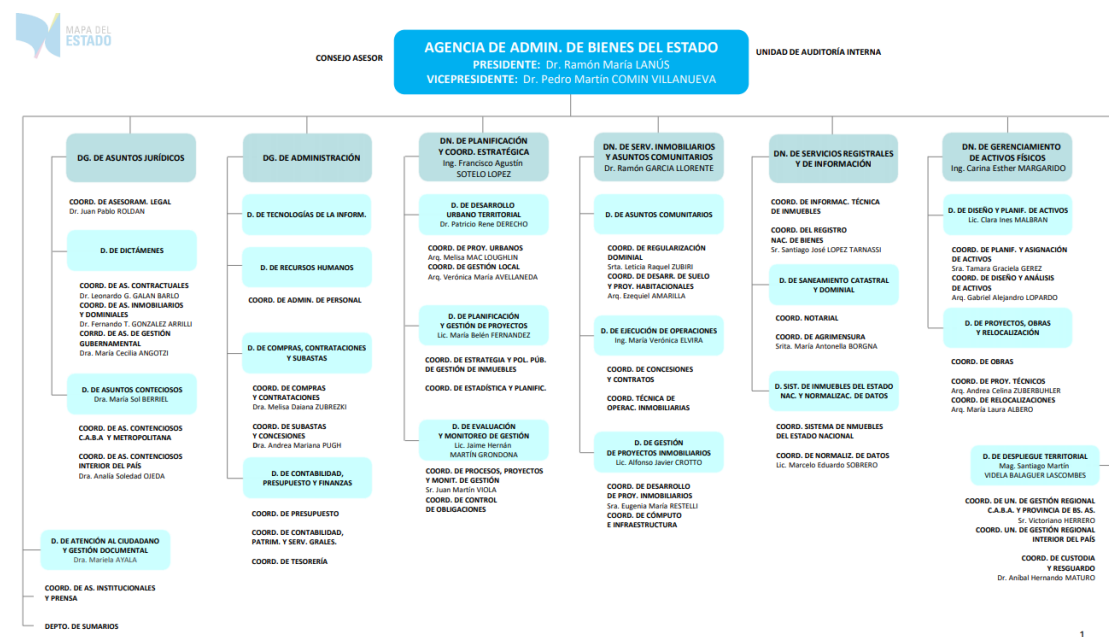 MAPA DEL
ESTADO
CONSEJO ASESOR
AGENCIA DE ADMIN. DE BIENES DEL ESTADO
PRESIDENTE: Dr. Ramón María LANÚS
VICEPRESIDENTE: Dr. Pedro Martín COMIN VILLANUEVA
UNIDAD DE AUDITORÍA INTERNA
DG. DE ASUNTOS JURÍDICOS
COORD. DE ASESORAM. LEGAL
Dr. Juan Pablo ROLDAN
D. DE DICTÁMENES
COORD. DE AS. CONTRACTUALES
Dr. Leonardo G. GALAN BARLO
COORD. DE AS. INMOBILIARIOS
Y DOMINIALES
Dr. Fernando T. GONZALEZ ARRILLI
CORRD. DE AS. DE GESTIÓN
GUBERNAMENTAL
Dra. María Cecilia ANGOTZI
D. DE ASUNTOS CONTECIOSOS
Dra. María Sol BERRIEL
COORD. DE AS. CONTENCIOSOS
C.A.B.A Y METROPOLITANA
COORD. DE AS. CONTENCIOSOS
INTERIOR DEL PAÍS
Dra. Analía Soledad OJEDA
D. DE ATENCIÓN AL CIUDADANO
Y GESTIÓN DOCUMENTAL
Dra. Mariela AYALA
COORD. DE AS. INSTITUCIONALES
Y PRENSA
DEPTO. DE SUMARIOS
DG. DE ADMINISTRACIÓN
D. DE TECNOLOGÍAS DE LA INFORM.
D. DE RECURSOS HUMANOS
COORD. DE ADMIN. DE PERSONAL
D. DE COMPRAS, CONTRATACIONES
Y SUBASTAS
COORD. DE COMPRAS
Y CONTRATACIONES
Dra. Melisa Daiana ZUBREZKI
COORD. DE SUBASTAS
Y CONCESIONES
Dra. Andrea Mariana PUGH
D. DE CONTABILIDAD,
PRESUPUESTO Y FINANZAS
COORD. DE PRESUPUESTO
COORD. DE CONTABILIDAD,
PATRIM. Y SERV. GRALES.
COORD. DE TESORERÍA
DN. DE PLANIFICACIÓN
Y COORD. ESTRATÉGICA
Ing. Francisco Agustín
SOTELO LOPEZ
D. DE DESARROLLO
URBANO TERRITORIAL
Dr. Patricio Rene DERECHO
COORD. DE PROY. URBANOS
Arq. Melisa MAC LOUGHLIN
COORD. DE GESTIÓN LOCAL
Arq. Verónica María AVELLANEDA
D. DE PLANIFICACIÓN
Y GESTIÓN DE PROYECTOS
Lic. María Belén FERNANDEZ
COORD. DE ESTRATEGIA Y POL. PÚB.
DE GESTIÓN DE INMUEBLES
COORD. DE ESTADÍSTICA Y PLANIFIC.
D. DE EVALUACIÓN
Y MONITOREO DE GESTIÓN
Lic. Jaime Hernán
MARTÍN GRONDONA
COORD. DE PROCESOS, PROYECTOS
Y MONIT. DE GESTIÓN
Sr. Juan Martín VIOLA
COORD. DE CONTROL
DE OBLIGACIONES
DN. DE SERV. INMOBILIARIOS
Y ASUNTOS COMUNITARIOS
Dr. Ramón GARCIA LLORENTE
D. DE ASUNTOS COMUNITARIOS
COORD. DE REGULARIZACIÓN
DOMINIAL
Srta. Leticia Raquel ZUBIRI
COORD. DE DESARR. DE SUELO
Y PROY. HABITACIONALES
Arq. Ezequiel AMARILLA
D. DE EJECUCIÓN DE OPERACIONES
Ing. María Verónica ELVIRA
COORD. DE CONCESIONES
Y CONTRATOS
COORD. TÉCNICA DE
OPERAC. INMOBILIARIAS
D. DE GESTIÓN
DE PROYECTOS INMOBILIARIOS
Lic. Alfonso Javier CROTTO
COORD. DE DESARROLLO
DE PROY. INMOBILIARIOS
Sra. Eugenia María RESTELLI
COORD. DE CÓMPUTO
E INFRAESTRUCTURA
DN. DE SERVICIOS REGISTRALES
Y DE INFORMACIÓN
COORD. DE INFORMAC. TÉCNICA
DE INMUEBLES
COORD. DEL REGISTRO
NAC. DE BIENES
Sr. Santiago José LOPEZ TARNASSI
D. DE SANEAMIENTO CATASTRAL
Y DOMINIAL
COORD. NOTARIAL
COORD. DE AGRIMENSURA
Srita. María Antonella BORGNA
D. SIST. DE INMUEBLES DEL ESTADO
NAC. Y NORMALIZAC. DE DATOS
COORD. SISTEMA DE NMUEBLES
DEL ESTADO NACIONAL
COORD. DE NORMALIZ. DE DATOS
Lic. Marcelo Eduardo SOBRERO
DN. DE GERENCIAMIENTO
DE ACTIVOS FÍSICOS
Ing. Carina Esther MARGARIDO
D. DE DISEÑO Y PLANIF. DE ACTIVOS
Lic. Clara Ines MALBRAN
COORD. DE PLANIF. Y ASIGNACIÓN
DE ACTIVOS
Sra. Tamara Graciela GEREZ
COORD. DE DISEÑO Y ANÁLISIS
DE ACTIVOS
Arq. Gabriel Alejandro LOPARDO
D. DE PROYECTOS, OBRAS
Y RELOCALIZACIÓN
COORD. DE OBRAS
COORD. DE PROY. TÉCNICOS
Arq. Andrea Celina ZUBERBUHLER
COORD. DE RELOCALIZACIONES
Arq. María Laura ALBERO
D. DE DESPLIEGUE TERRITORIAL
Mag. Santiago Martín
VIDELA BALAGUER LASCOMBES
COORD. DE UN. DE GESTIÓN REGIONAL
C.A.B.A. Y PROVINCIA DE BS. AS.
Sr. Victoriano HERRERO
COORD. UN. DE GESTIÓN REGIONAL
INTERIOR DEL PAÍS
COORD. DE CUSTODIA
Y RESGUARDO
Dr. Aníbal Hernando MATURO
1